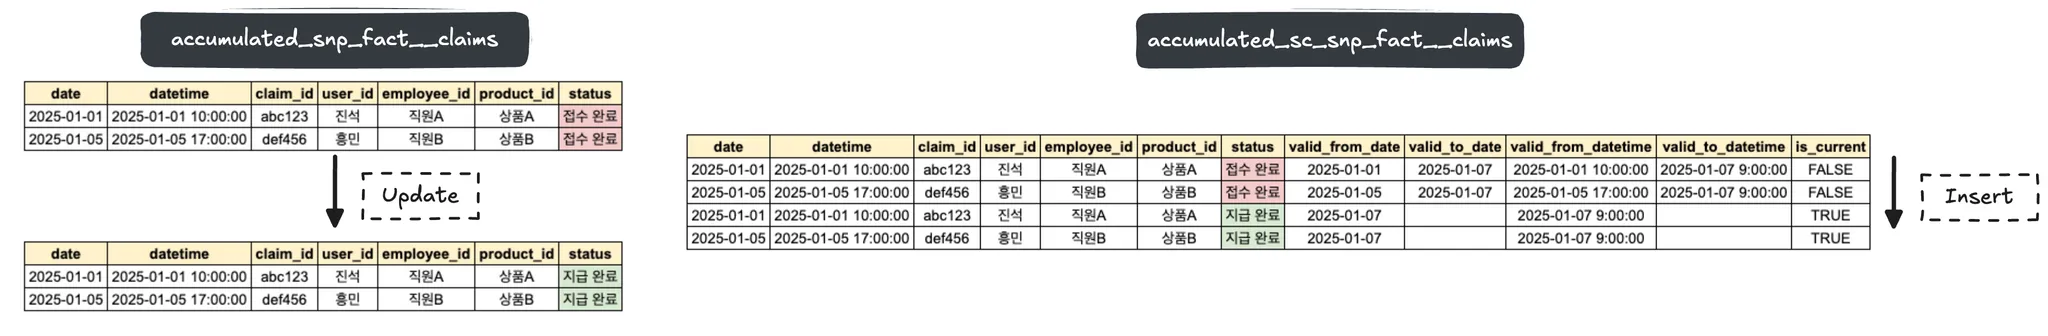 accumulated_snp_fact__claims
date datetime claim_id user_id employee_id product_id status
2025-01-01 2025-01-01 10:00:00 abc123 진석 직원A 상품A 접수 완료
2025-01-05 2025-01-05 17:00:00 def456 흥민 직원B 상품B 접수 완료
Update
date datetime claim_id user_id employee_id product_id status
2025-01-01 2025-01-01 10:00:00 abc123 진석 직원A 상품A 지급 완료
2025-01-05 2025-01-05 17:00:00 def456 흥민 직원B 상품B 지급 완료
accumulated_sc_snp_fact__claims
date datetime claim_id user_id employee_id product_id status valid_from_date valid_to_date valid_from_datetime valid_to_datetime is_current
2025-01-01 2025-01-01 10:00:00 abc123 진석 직원A 상품A 접수 완료 2025-01-01 2025-01-07 2025-01-01 10:00:00 2025-01-07 9:00:00 FALSE
2025-01-05 2025-01-05 17:00:00 def456 흥민 직원B 상품B 접수 완료 2025-01-05 2025-01-07 2025-01-05 17:00:00 2025-01-07 9:00:00 FALSE
2025-01-01 2025-01-01 10:00:00 abc123 진석 직원A 상품A 지급 완료 2025-01-07 2025-01-07 9:00:00 TRUE
2025-01-05 2025-01-05 17:00:00 def456 흥민 직원B 상품B 지급 완료 2025-01-07 2025-01-07 9:00:00 TRUE
Insert